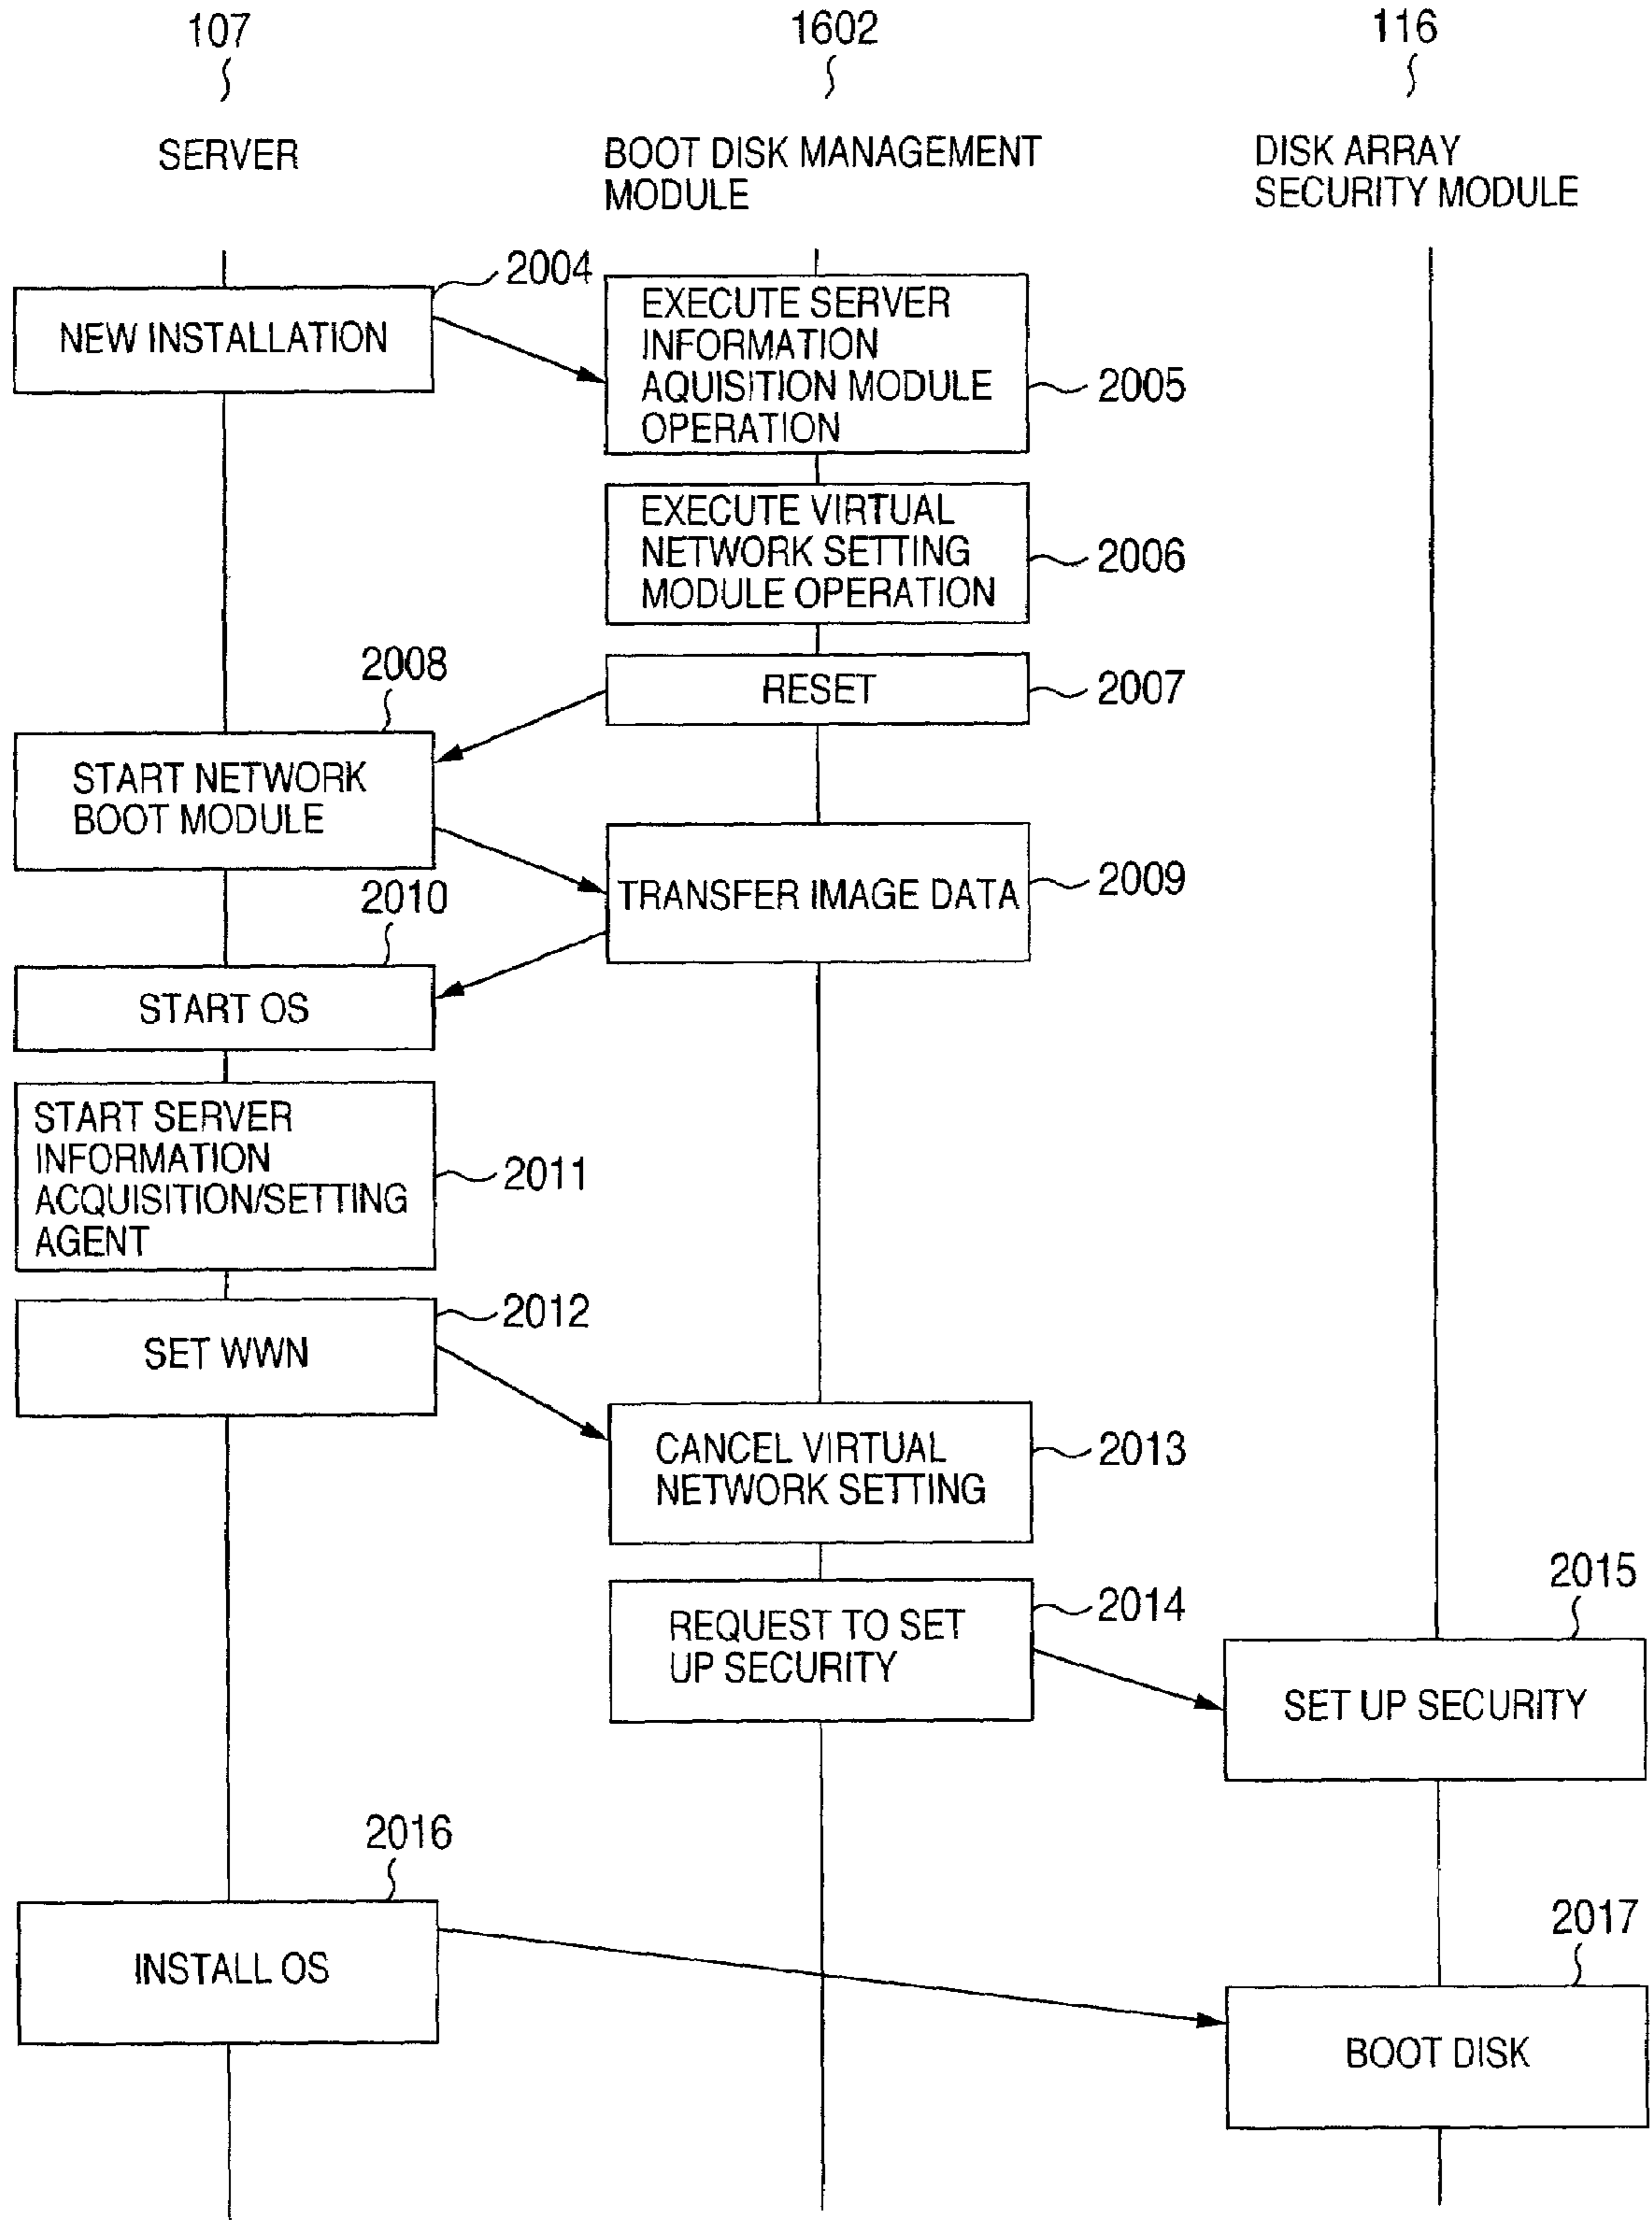 107
1602
116
SERVER
BOOT DISK MANAGEMENT
MODULE
DISK ARRAY
SECURITY MODULE
2004
NEW INSTALLATION
EXECUTE SERVER
INFORMATION
AQUISITION MODULE
OPERATION
2005
EXECUTE VIRTUAL
NETWORK SETTING
MODULE OPERATION
2006
RESET
2007
2008
START NETWORK
BOOT MODULE
TRANSFER IMAGE DATA
2009
2010
START OS
START SERVER
INFORMATION
ACQUISITION/SETTING
AGENT
2011
2012
SET WWN
CANCEL VIRTUAL
NETWORK SETTING
2013
REQUEST TO SET
UP SECURITY
2014
2015
SET UP SECURITY
2016
INSTALL OS
2017
BOOT DISK